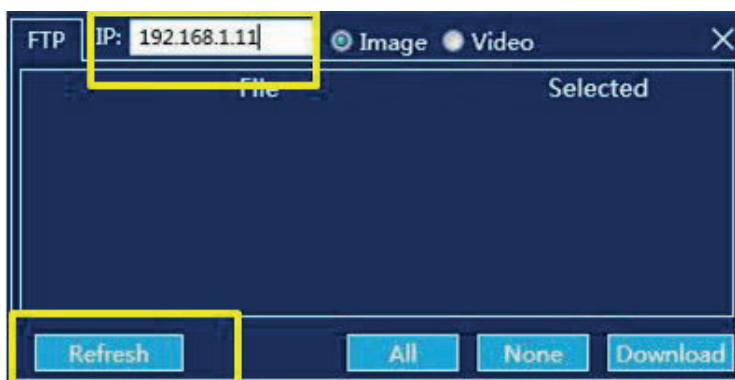 FTP IP: 192.168.1.11 Image Video
File Selected
Refresh All None Download